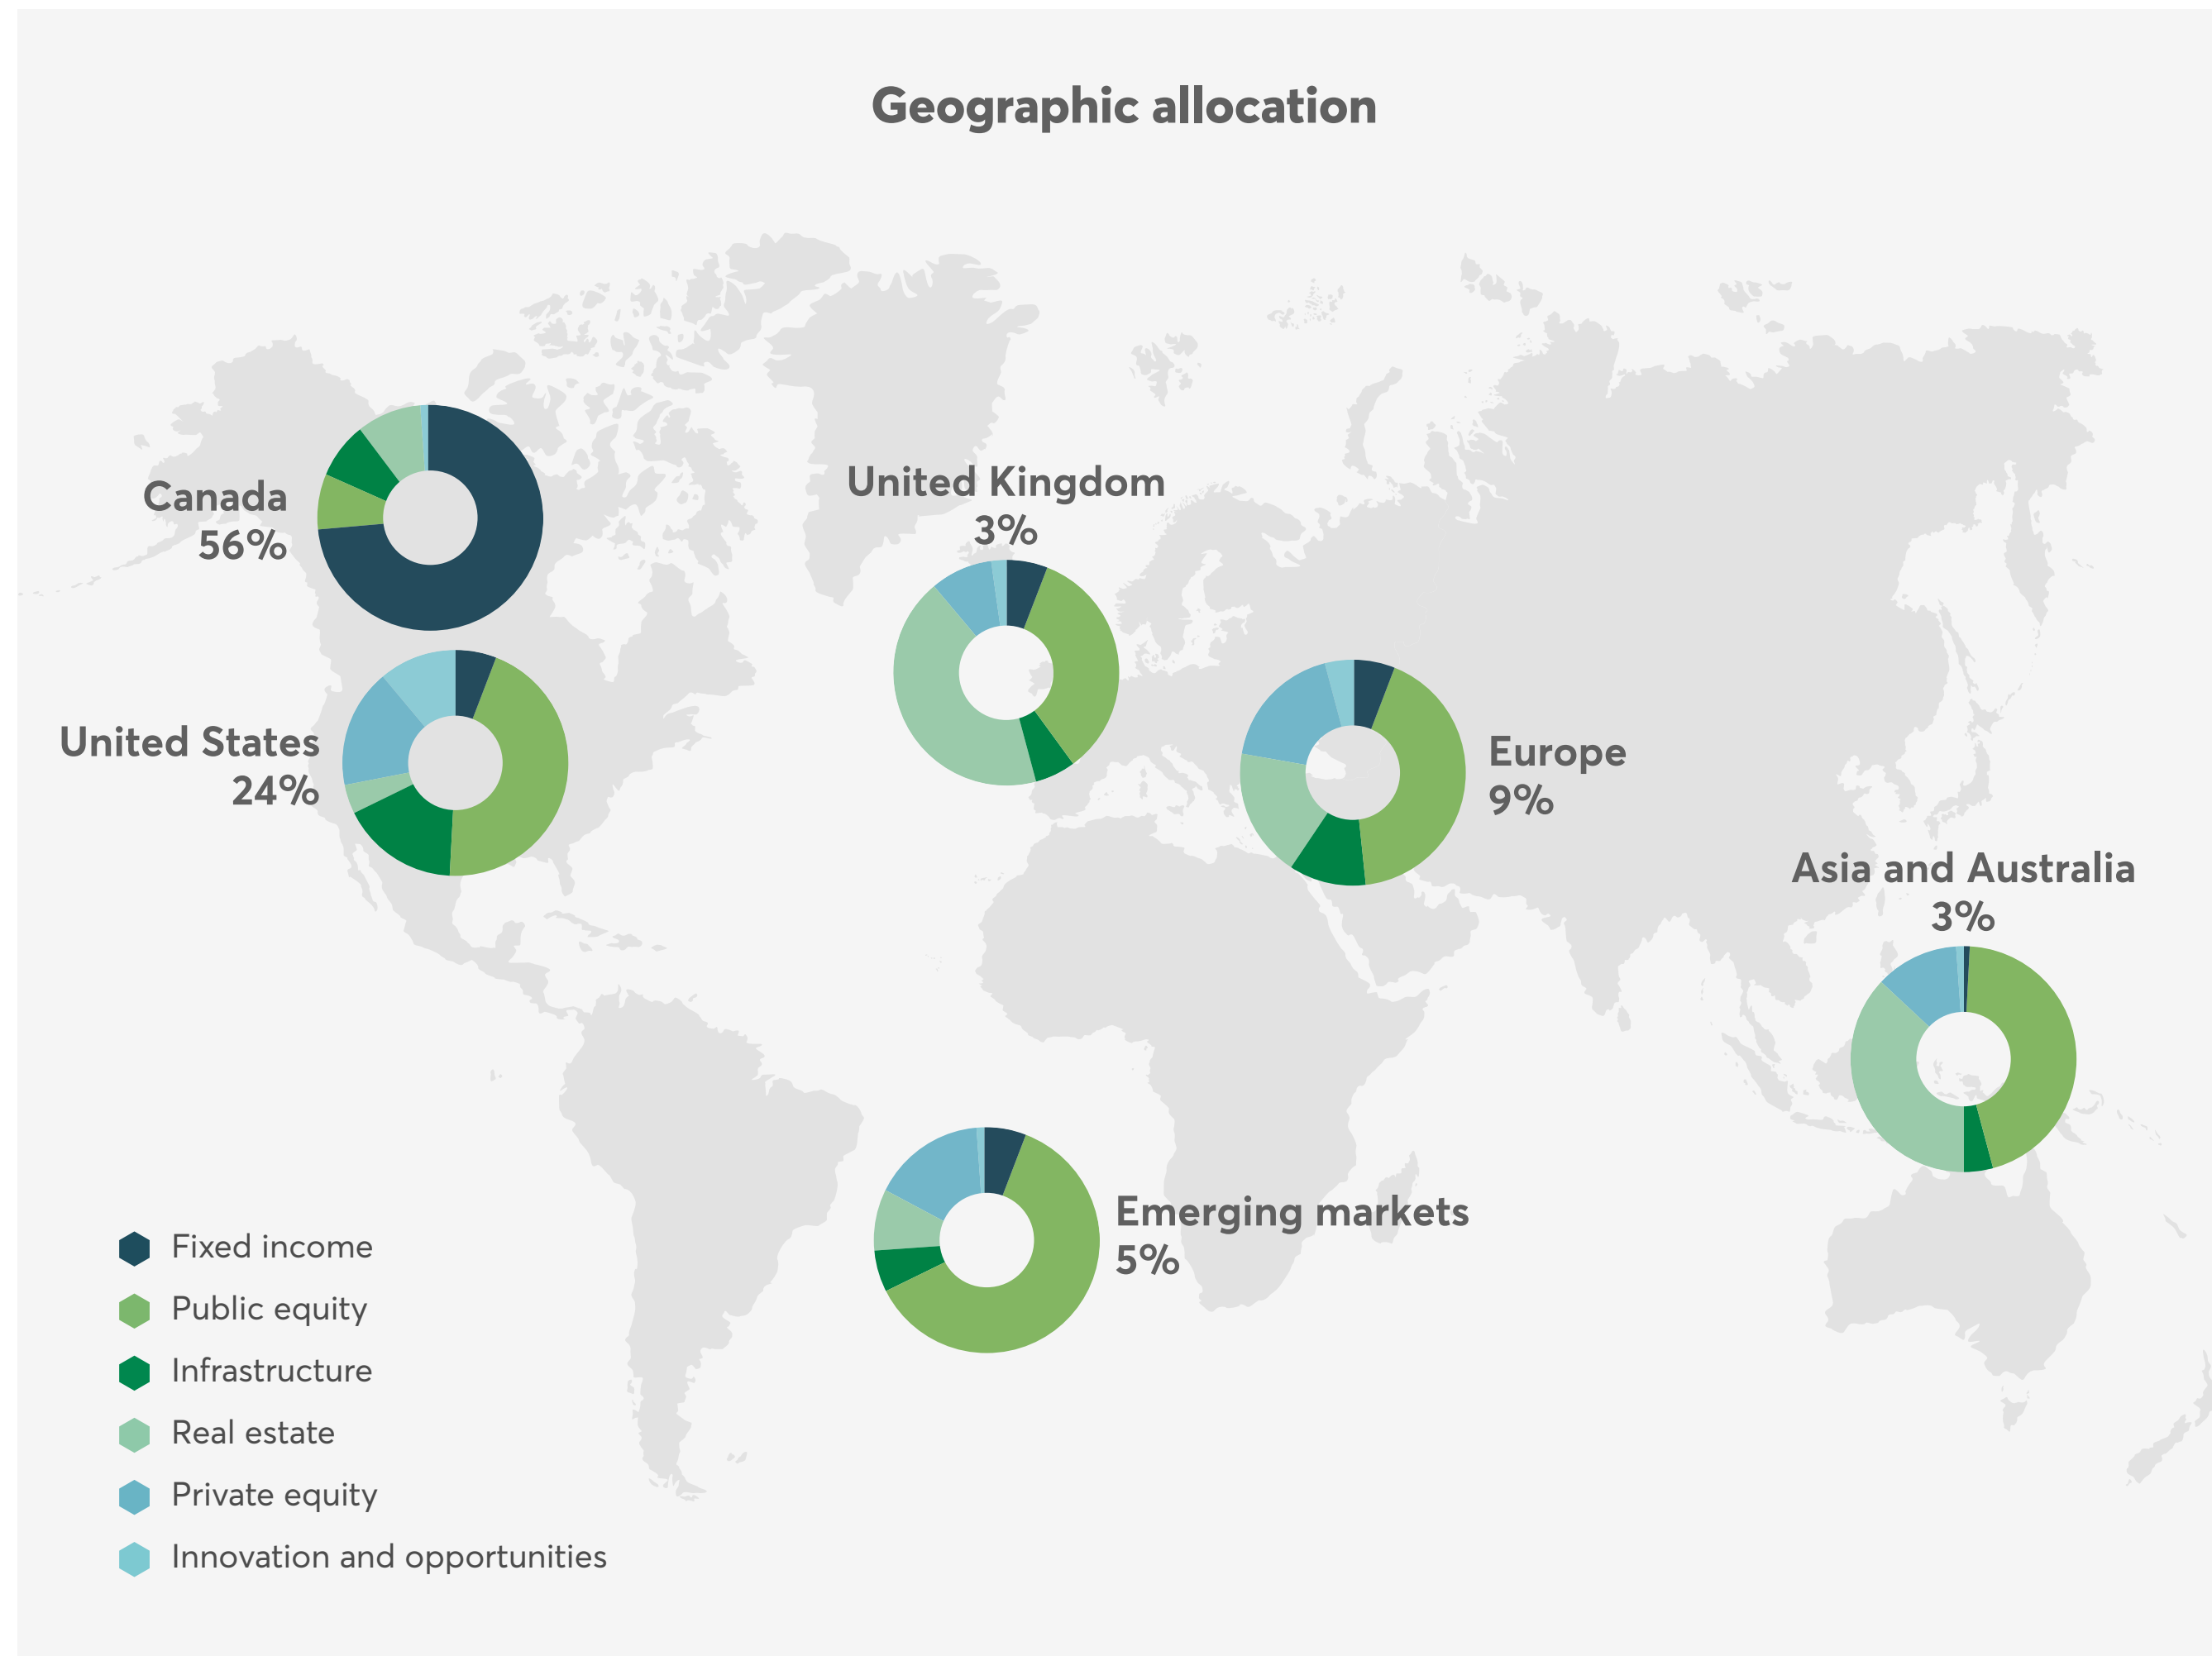 Geographic allocation
Canada
56%
United Kingdom
3%
United States
24%
Europe
9%
Asia and Australia
3%
Emerging markets
5%
Fixed income
Public equity
Infrastructure
Real estate
Private equity
Innovation and opportunities